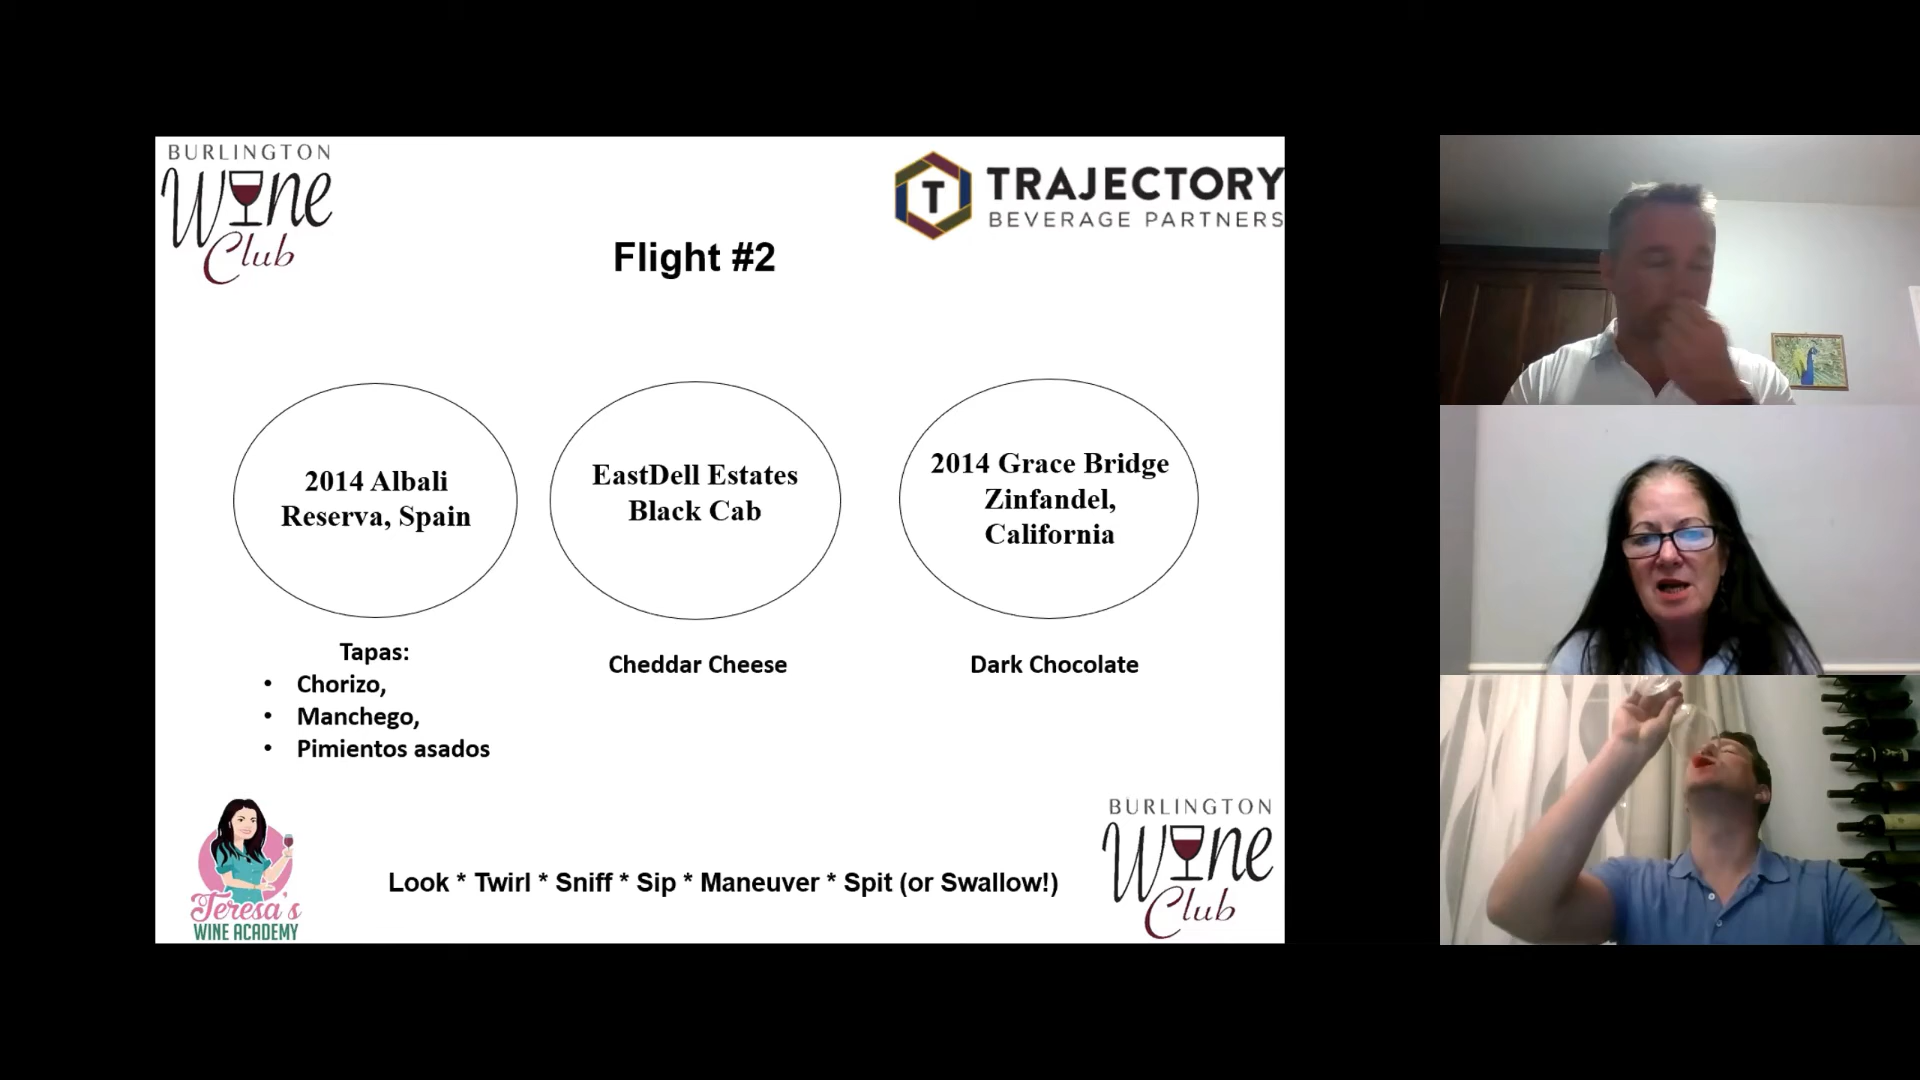 BURLINGTON
Wine
Club
TRAJECTORY
BEVERAGE PARTNERS
T
Flight #2
2014 Albali
Reserva, Spain
EastDell Estates
Black Cab
2014 Grace Bridge
Zinfandel,
California
Tapas:
• Chorizo,
• Manchego,
• Pimientos asados
Cheddar Cheese
Dark Chocolate
Teresa's
WINE ACADEMY
Look * Twirl * Sniff * Sip * Maneuver * Spit (or Swallow!)
BURLINGTON
Wine
Club